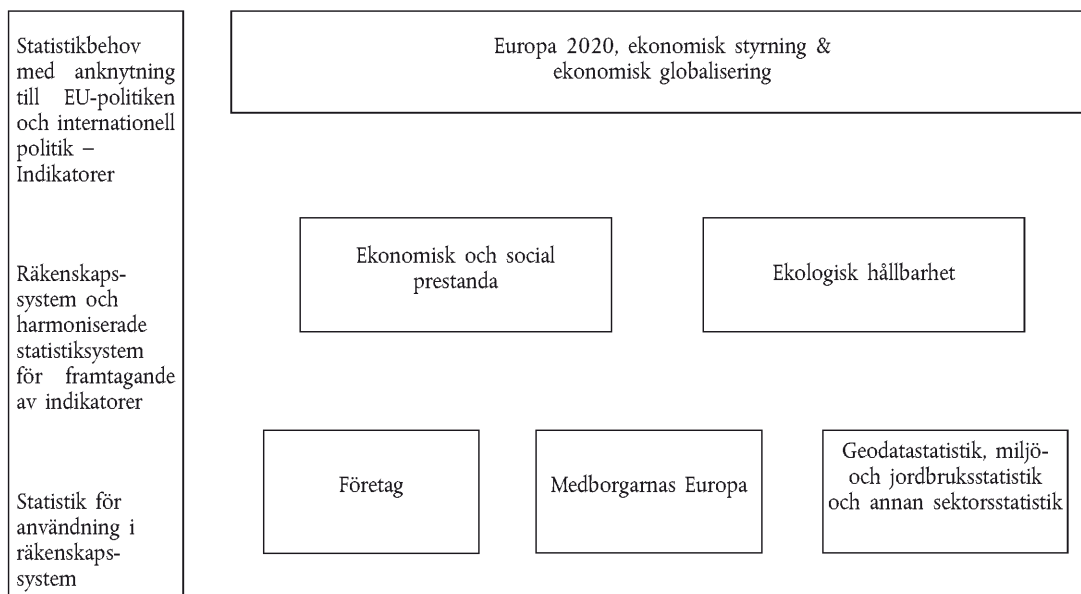 Statistikbehov
med anknytning
till EU-politiken
och internationell
politik –
Indikatorer
Europa 2020, ekonomisk styrning &
ekonomisk globalisering
Räkenskaps-
system och
harmoniserade
statistiksystem
för framtagande
av indikatorer
Ekonomisk och social
prestanda
Ekologisk hållbarhet
Statistik för
användning i
räkenskaps-
system
Företag
Medborgarnas Europa
Geodatastatistik, miljö-
och jordbruksstatistik
och annan sektorsstatistik